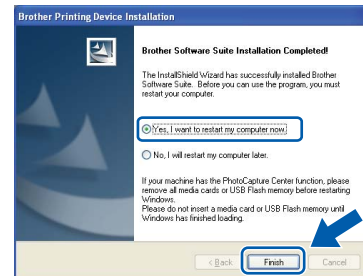 Brother Printing Device Installation
Brother Software Suite Installation Completed!
The InstallShield Wizard has successfully installed Brother
Software Suite. Before you can use the program, you must
restart your computer.
Yes, I want to restart my computer now.
No, I will restart my computer later.
If your machine has the PhotoCapture Center function, please
remove all media cards or USB Flash memory before restarting
Windows.
Please do not insert a media card or USB Flash memory until
Windows has finished loading.
< Back Finish Cancel